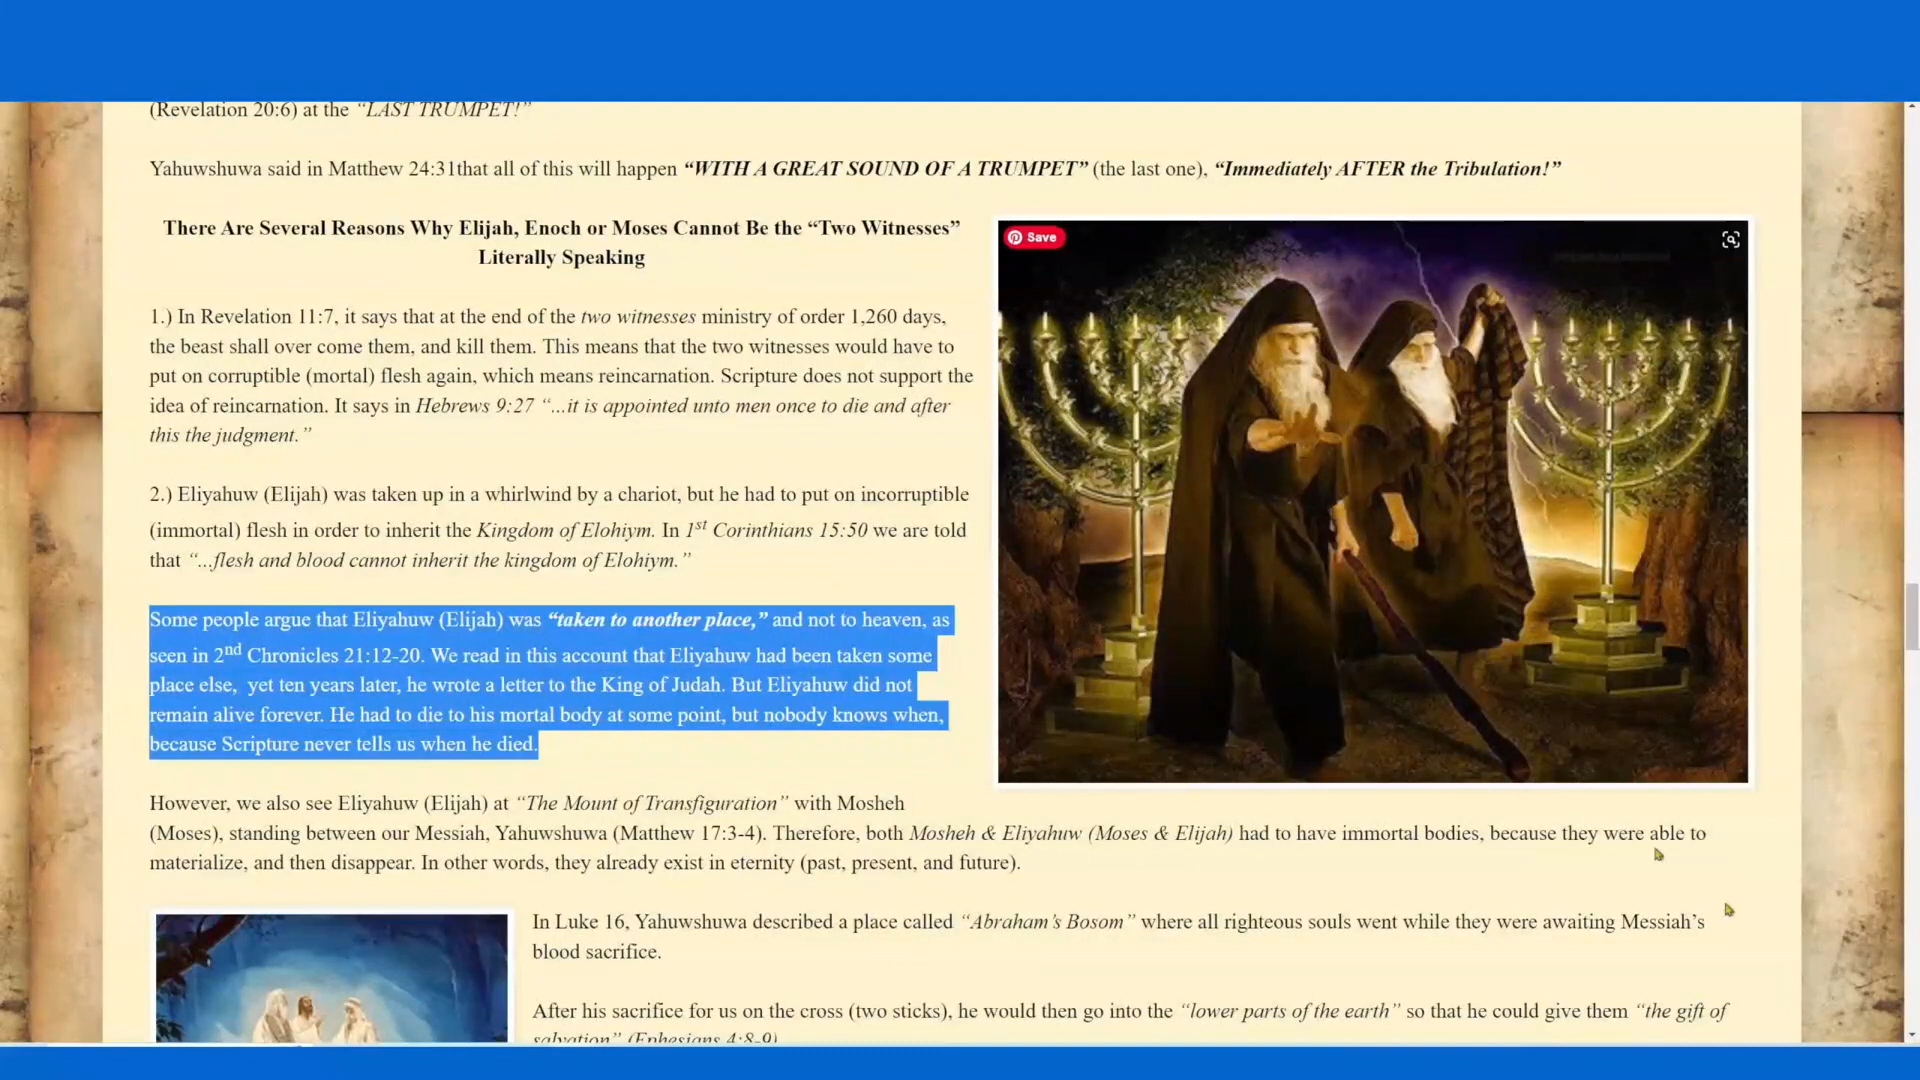 (Revelation 20:6) at the “LAST TRUMPET!”
Yahuwshuwa said in Matthew 24:31that all of this will happen “WITH A GREAT SOUND OF A TRUMPET” (the last one), “Immediately AFTER the Tribulation!”
There Are Several Reasons Why Elijah, Enoch or Moses Cannot Be the “Two Witnesses”
Literally Speaking
Save
1.) In Revelation 11:7, it says that at the end of the two witnesses ministry of order 1,260 days,
the beast shall over come them, and kill them. This means that the two witnesses would have to
put on corruptible (mortal) flesh again, which means reincarnation. Scripture does not support the
idea of reincarnation. It says in Hebrews 9:27 “...it is appointed unto men once to die and after
this the judgment.”
2.) Eliyahuw (Elijah) was taken up in a whirlwind by a chariot, but he had to put on incorruptible
(immortal) flesh in order to inherit the Kingdom of Elohiym. In 1st Corinthians 15:50 we are told
that “...flesh and blood cannot inherit the kingdom of Elohiym.”
Some people argue that Eliyahuw (Elijah) was “taken to another place,” and not to heaven, as
seen in 2nd Chronicles 21:12-20. We read in this account that Eliyahuw had been taken some
place else,  yet ten years later, he wrote a letter to the King of Judah. But Eliyahuw did not
remain alive forever. He had to die to his mortal body at some point, but nobody knows when,
because Scripture never tells us when he died.
However, we also see Eliyahuw (Elijah) at “The Mount of Transfiguration” with Mosheh
(Moses), standing between our Messiah, Yahuwshuwa (Matthew 17:3-4). Therefore, both Mosheh & Eliyahuw (Moses & Elijah) had to have immortal bodies, because they were able to
materialize, and then disappear. In other words, they already exist in eternity (past, present, and future).
In Luke 16, Yahuwshuwa described a place called “Abraham’s Bosom” where all righteous souls went while they were awaiting Messiah’s
blood sacrifice.
After his sacrifice for us on the cross (two sticks), he would then go into the “lower parts of the earth” so that he could give them “the gift of
salvation” (Ephesians 4:8-9)